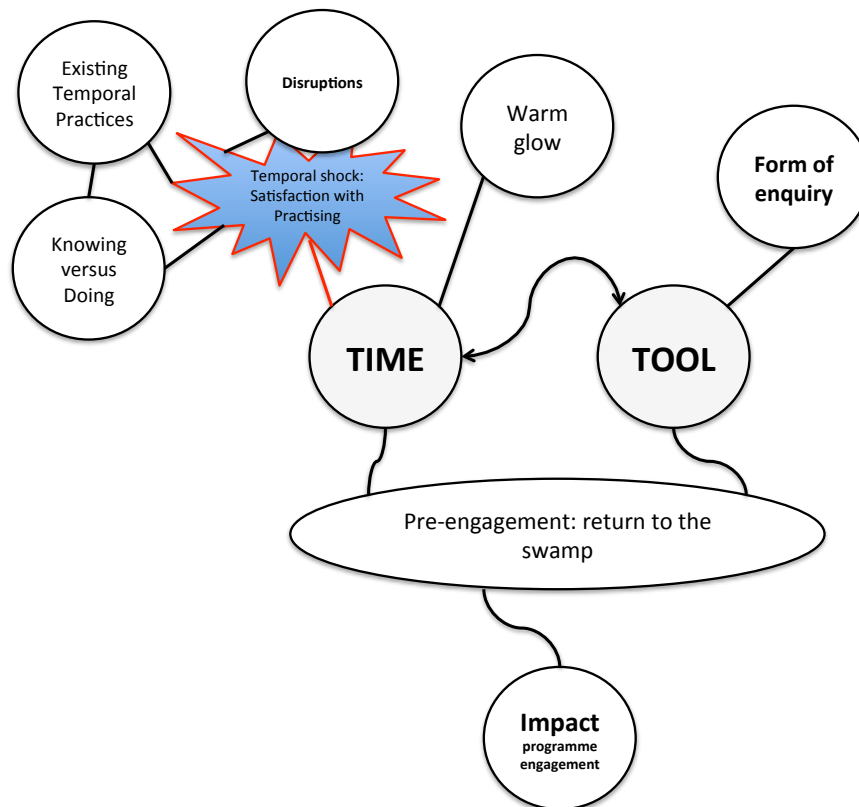 Existing
Temporal
Practices
Disruptions
Warm
glow
Form of
enquiry
Temporal shock:
Satisfaction with
Practising
Knowing
versus
Doing
TIME
TOOL
Pre-engagement: return to the
swamp
Impact
programme
engagement